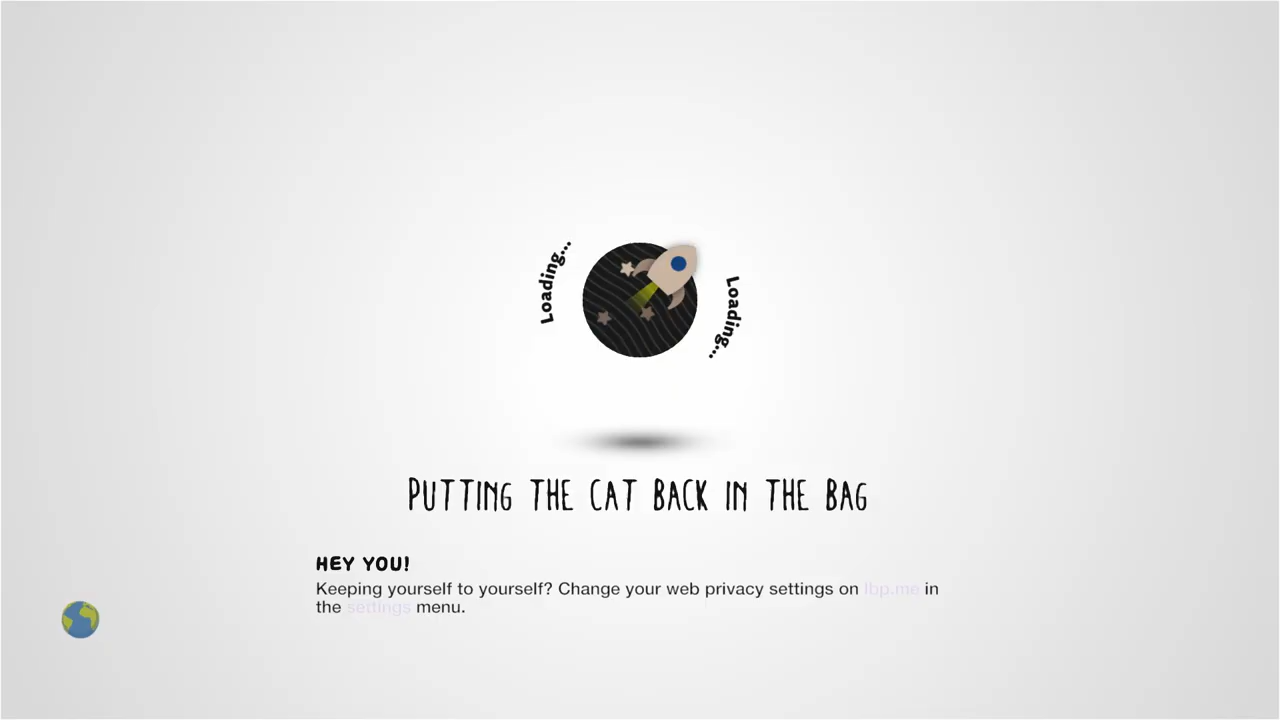 Loading...
Loading...
PUTTING THE CAT BACK IN THE BAG
HEY YOU!
Keeping yourself to yourself? Change your web privacy settings on lbp.me in
the settings menu.